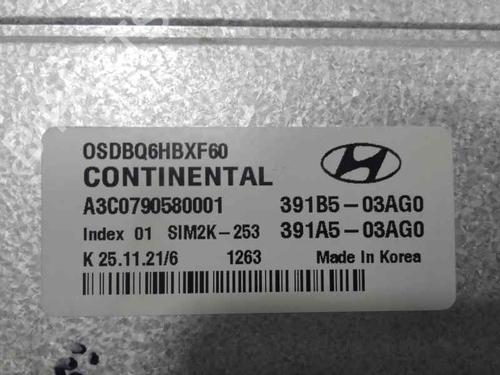 OSDBQ6HBXF60
CONTINENTAL
A3C0790580001 391B5-03AG0
Index 01 SIM2K-253 391A5-03AG0
K 25.11.21/6 1263 Made in Korea